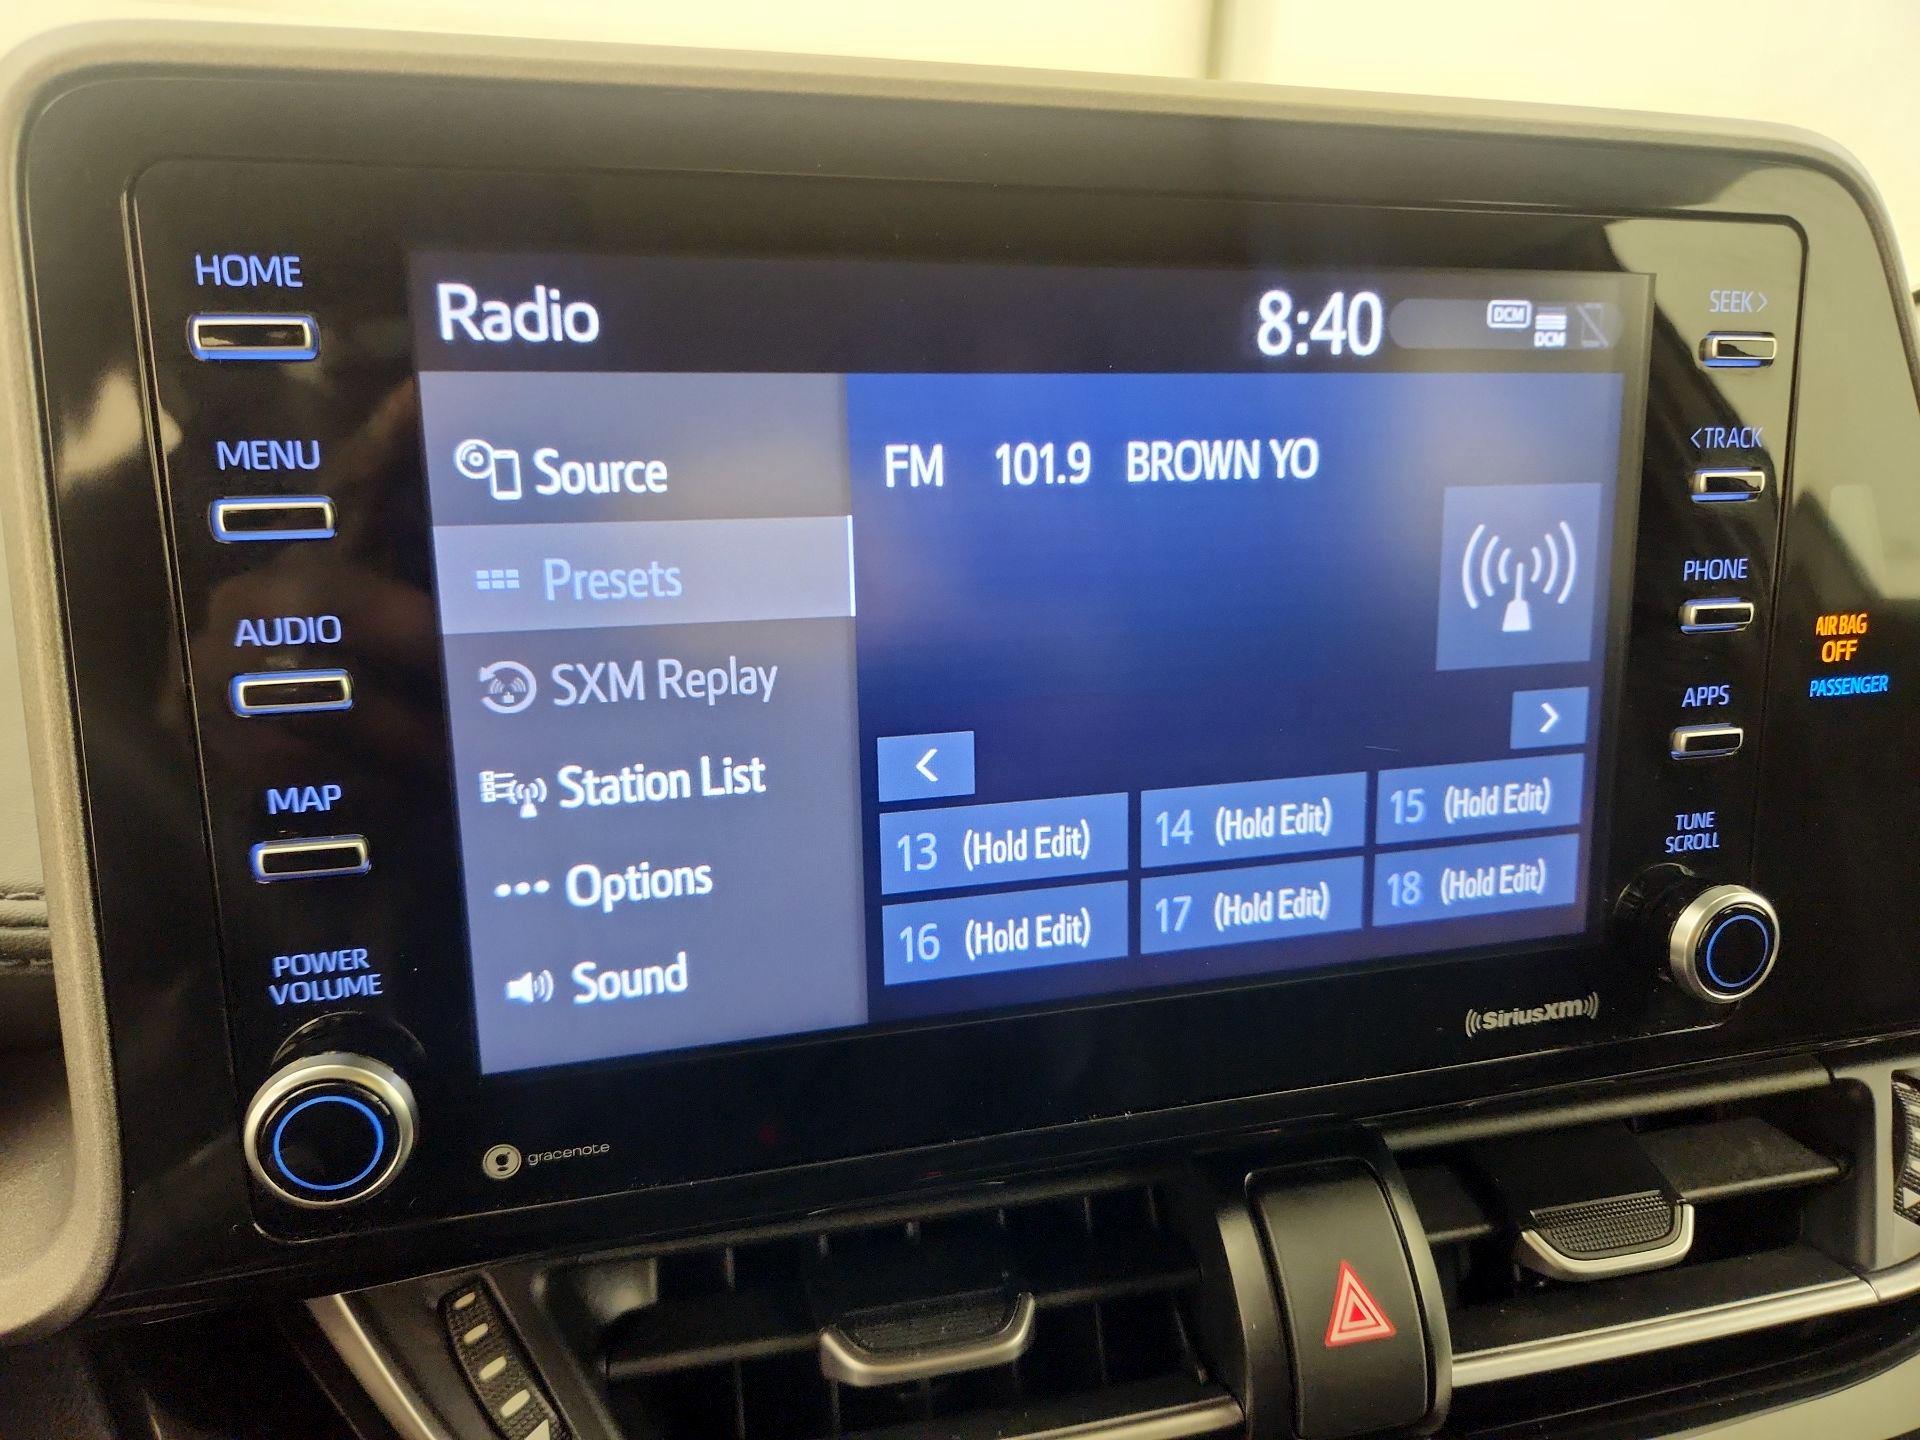 HOME
MENU
AUDIO
MAP
POWER
VOLUME
Radio
8:40
DCM
DCM
Source
Presets
SXM Replay
Station List
Options
Sound
FM 101.9 BROWN YO
<
>
13 (Hold Edit)
14 (Hold Edit)
15 (Hold Edit)
16 (Hold Edit)
17 (Hold Edit)
18 (Hold Edit)
SEEK>
<TRACK
PHONE
APPS
TUNE
SCROLL
AIR BAG
OFF
PASSENGER
gracenote
SiriusXM